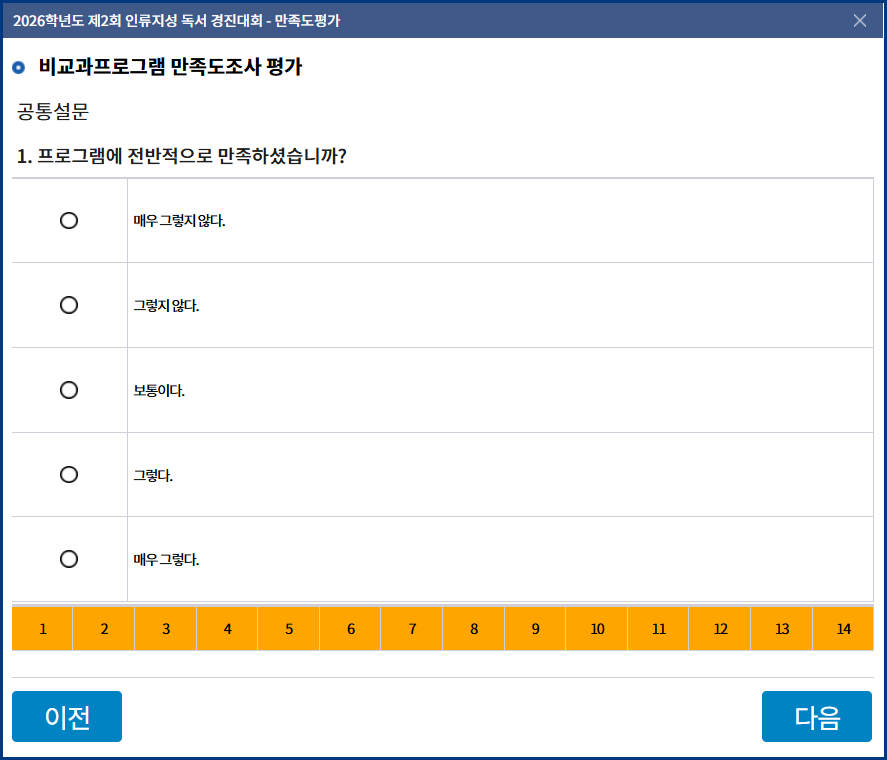 2026학년도 제2회 인류지성 독서 경진대회 - 만족도평가
비교과프로그램 만족도조사 평가
공통설문
1. 프로그램에 전반적으로 만족하셨습니까?
매우 그렇지 않다.
그렇지 않다.
보통이다.
그렇다.
매우 그렇다.
1 2 3 4 5 6 7 8 9 10 11 12 13 14
이전 다음